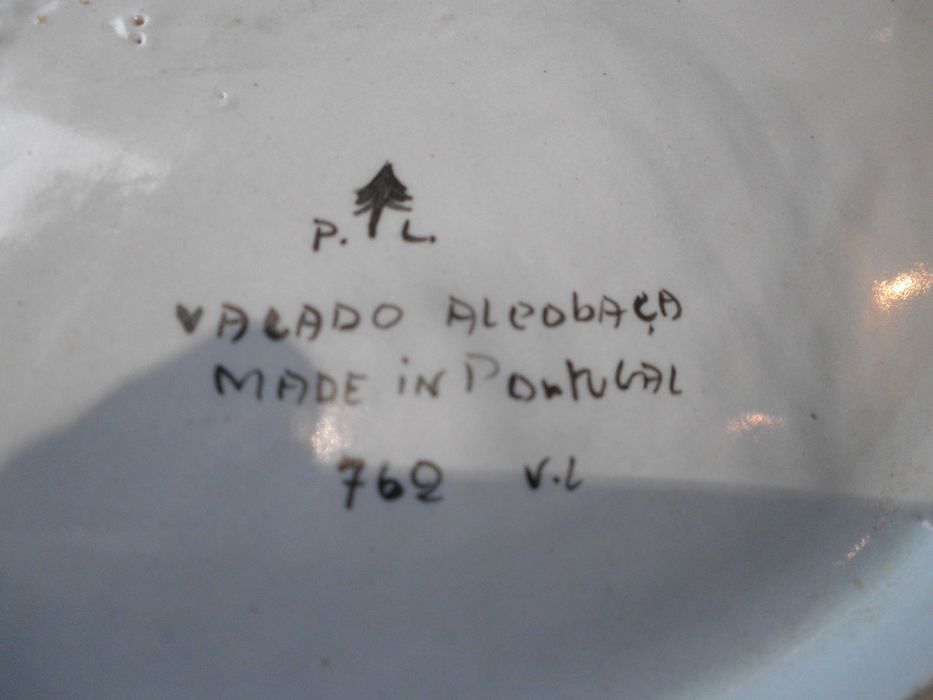 P. L.
VALADO ALCOBAÇA
MADE iN PORTUGAL
762 V.L